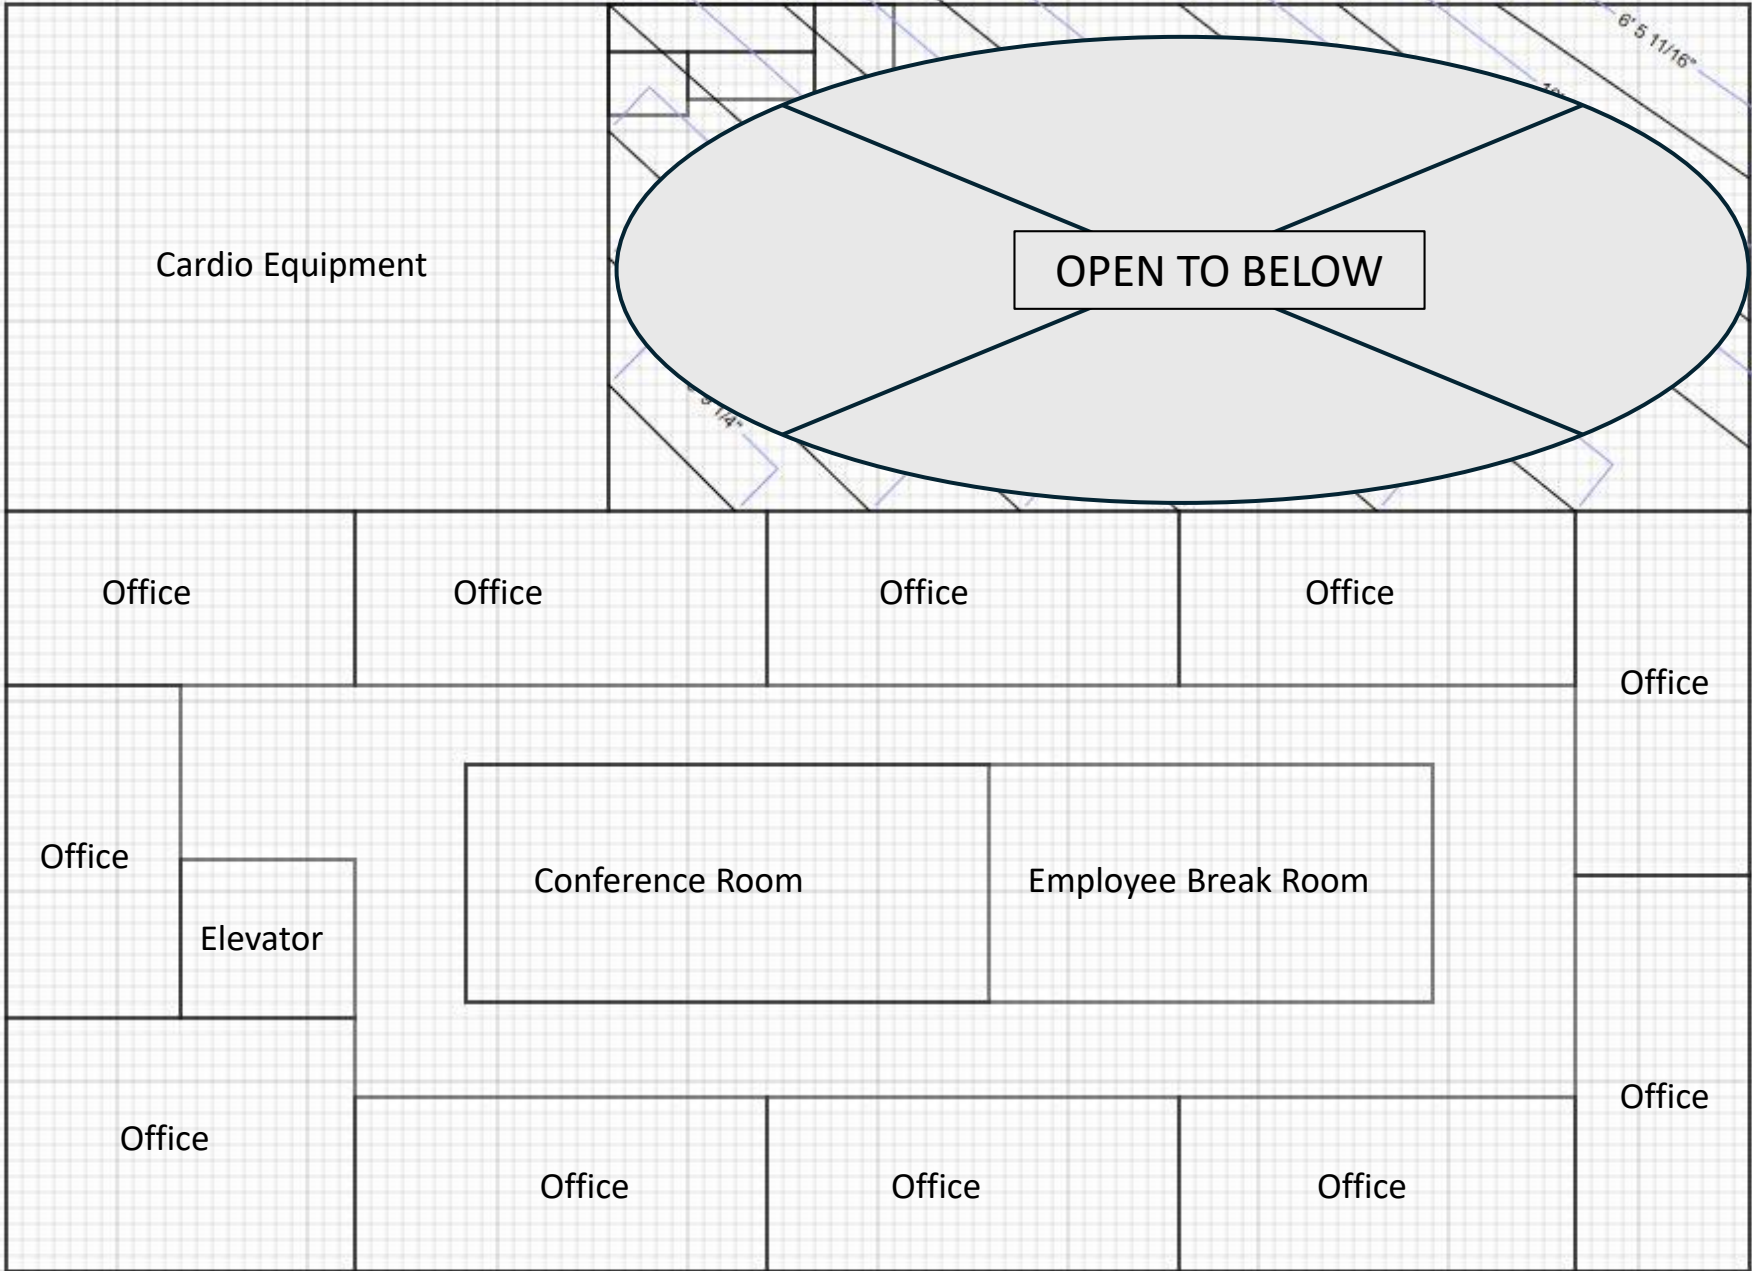 6' 5 11/16"
Cardio Equipment
OPEN TO BELOW
Office
Office
Office
Office
Office
Office
Conference Room
Employee Break Room
Elevator
Office
Office
Office
Office
Office